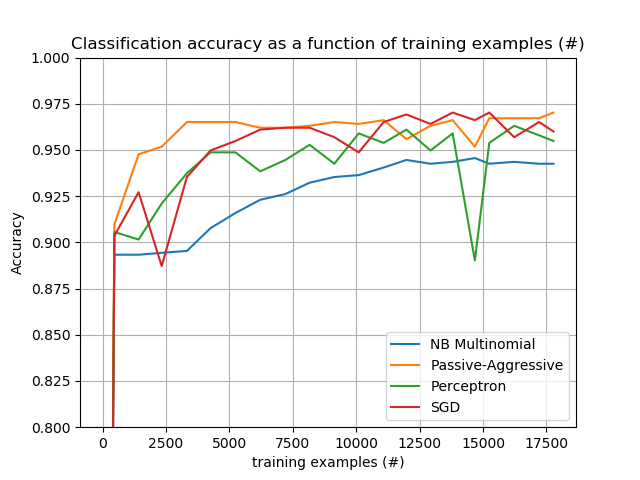 Classification accuracy as a function of training examples (#)
1.000
0.975
0.950
0.925
0.900
0.875
0.850
0.825
0.800
Accuracy
NB Multinomial
Passive-Aggressive
Perceptron
SGD
0 2500 5000 7500 10000 12500 15000 17500
training examples (#)